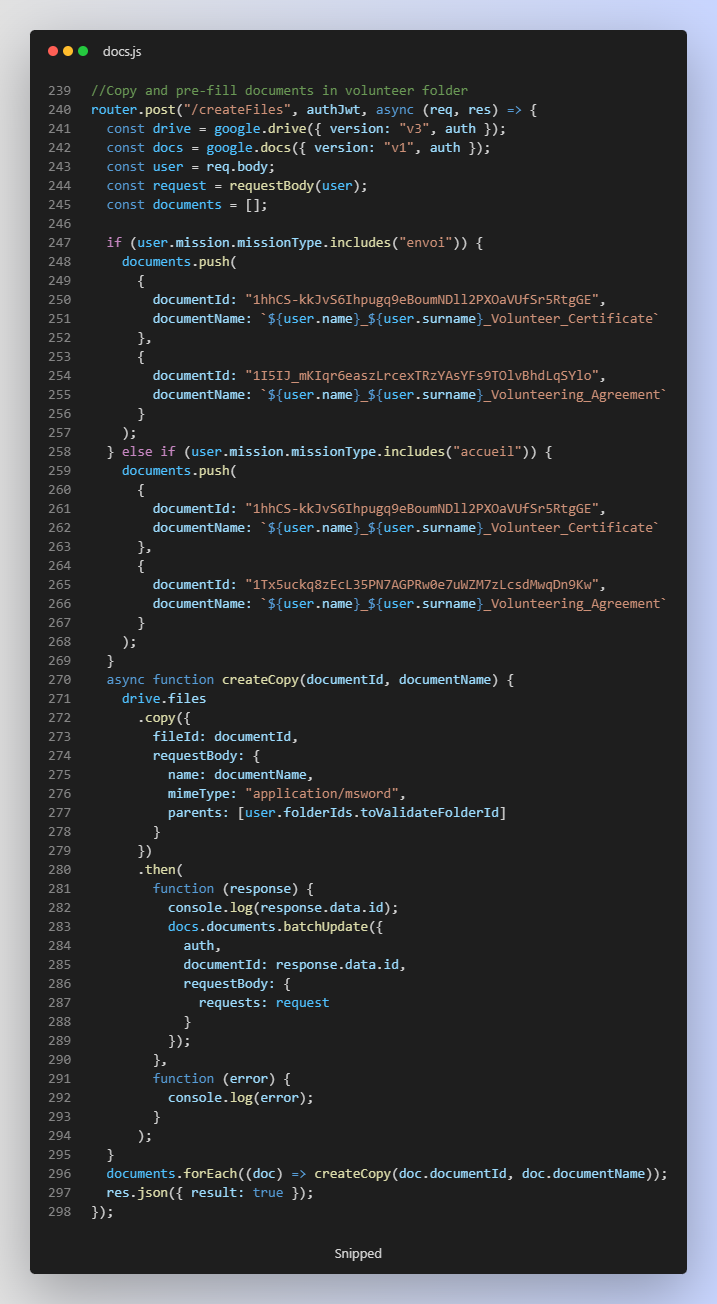 docs.js
239 //Copy and pre-fill documents in volunteer folder
240 router.post("/createFiles", authJwt, async (req, res) => {
241   const drive = google.drive({ version: "v3", auth });
242   const docs = google.docs({ version: "v1", auth });
243   const user = req.body;
244   const request = requestBody(user);
245   const documents = [];
246
247   if (user.mission.missionType.includes("envoi")) {
248     documents.push(
249       {
250         documentId: "1hhCS-kkJvS6Ihpugq9eBoumNDll2PXOaVUfSr5RtgGE",
251         documentName: `${user.name}_${user.surname}_Volunteer_Certificate`
252       },
253       {
254         documentId: "1I5IJ_mKIqr6easzLrcexTRzYAsYFs9TOlvBhdLqSYlo",
255         documentName: `${user.name}_${user.surname}_Volunteering_Agreement`
256       }
257     );
258   } else if (user.mission.missionType.includes("accueil")) {
259     documents.push(
260       {
261         documentId: "1hhCS-kkJvS6Ihpugq9eBoumNDll2PXOaVUfSr5RtgGE",
262         documentName: `${user.name}_${user.surname}_Volunteer_Certificate`
263       },
264       {
265         documentId: "1Tx5uckq8zEcL35PN7AGPRw0e7uWZM7zLcsdMwqDn9Kw",
266         documentName: `${user.name}_${user.surname}_Volunteering_Agreement`
267       }
268     );
269   }
270   async function createCopy(documentId, documentName) {
271     drive.files
272       .copy({
273         fileId: documentId,
274         requestBody: {
275           name: documentName,
276           mimeType: "application/msword",
277           parents: [user.folderIds.toValidateFolderId]
278         }
279       })
280       .then(
281         function (response) {
282           console.log(response.data.id);
283           docs.documents.batchUpdate({
284             auth,
285             documentId: response.data.id,
286             requestBody: {
287               requests: request
288             }
289           });
290         },
291         function (error) {
292           console.log(error);
293         }
294       );
295   }
296   documents.forEach((doc) => createCopy(doc.documentId, doc.documentName));
297   res.json({ result: true });
298 });
Snipped